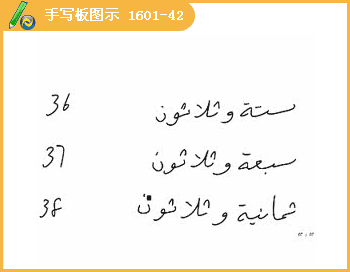 手写板图示 1601-42
36 ستة وثلاثون
37 سبعة وثلاثون
38 ثمانية وثلاثون